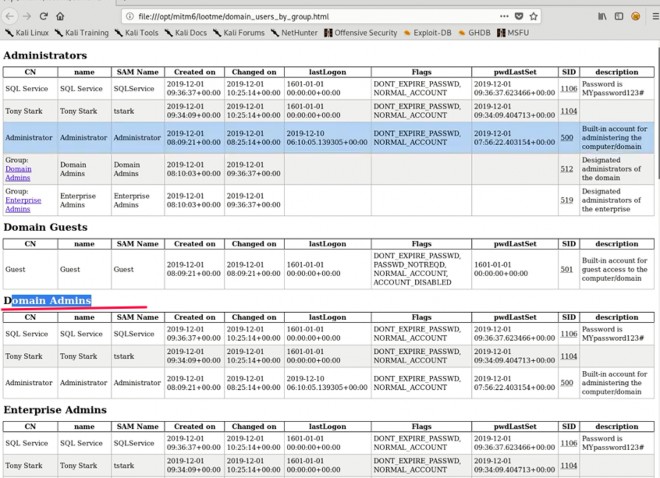 file:///opt/mitm6/lootme/domain_users_by_group.html
Kali Linux Kali Training Kali Tools Kali Docs Kali Forums NetHunter Offensive Security Exploit-DB GHDB MSFU
Administrators
CN name SAM Name Created on Changed on lastLogon Flags pwdLastSet SID description
SQL Service SQL Service SQLService 2019-12-01 09:36:37+00:00 2019-12-01 10:25:14+00:00 1601-01-01 00:00:00+00:00 DONT_EXPIRE_PASSWD, NORMAL_ACCOUNT 2019-12-01 09:36:37.623466+00:00 1106 Password is MYpassword123#
Tony Stark Tony Stark tstark 2019-12-01 09:34:09+00:00 2019-12-01 10:25:14+00:00 1601-01-01 00:00:00+00:00 DONT_EXPIRE_PASSWD, NORMAL_ACCOUNT 2019-12-01 09:34:09.404713+00:00 1104
Administrator Administrator Administrator 2019-12-01 08:09:21+00:00 2019-12-01 08:25:14+00:00 2019-12-10 06:10:05.139305+00:00 DONT_EXPIRE_PASSWD, NORMAL_ACCOUNT 2019-12-01 07:56:22.403154+00:00 500 Built-in account for administering the computer/domain
Group: Domain Admins Domain Admins Domain Admins 2019-12-01 08:10:03+00:00 2019-12-01 09:36:37+00:00 512 Designated administrators of the domain
Group: Enterprise Admins Enterprise Admins Enterprise Admins 2019-12-01 08:10:03+00:00 2019-12-01 09:36:37+00:00 519 Designated administrators of the enterprise
Domain Guests
CN name SAM Name Created on Changed on lastLogon Flags pwdLastSet SID description
Guest Guest Guest 2019-12-01 08:09:21+00:00 2019-12-01 08:09:21+00:00 1601-01-01 00:00:00+00:00 DONT_EXPIRE_PASSWD, PASSWD_NOTREQD, NORMAL_ACCOUNT, ACCOUNT_DISABLED 1601-01-01 00:00:00+00:00 501 Built-in account for guest access to the computer/domain
Domain Admins
CN name SAM Name Created on Changed on lastLogon Flags pwdLastSet SID description
SQL Service SQL Service SQLService 2019-12-01 09:36:37+00:00 2019-12-01 10:25:14+00:00 1601-01-01 00:00:00+00:00 DONT_EXPIRE_PASSWD, NORMAL_ACCOUNT 2019-12-01 09:36:37.623466+00:00 1106 Password is MYpassword123#
Tony Stark Tony Stark tstark 2019-12-01 09:34:09+00:00 2019-12-01 10:25:14+00:00 1601-01-01 00:00:00+00:00 DONT_EXPIRE_PASSWD, NORMAL_ACCOUNT 2019-12-01 09:34:09.404713+00:00 1104
Administrator Administrator Administrator 2019-12-01 08:09:21+00:00 2019-12-01 08:25:14+00:00 2019-12-10 06:10:05.139305+00:00 DONT_EXPIRE_PASSWD, NORMAL_ACCOUNT 2019-12-01 07:56:22.403154+00:00 500 Built-in account for administering the computer/domain
Enterprise Admins
CN name SAM Name Created on Changed on lastLogon Flags pwdLastSet SID description
SQL Service SQL Service SQLService 2019-12-01 09:36:37+00:00 2019-12-01 10:25:14+00:00 1601-01-01 00:00:00+00:00 DONT_EXPIRE_PASSWD, NORMAL_ACCOUNT 2019-12-01 09:36:37.623466+00:00 1106 Password is MYpassword123#
Tony Stark Tony Stark tstark 2019-12-01 09:34:09+00:00 2019-12-01 10:25:14+00:00 1601-01-01 00:00:00+00:00 DONT_EXPIRE_PASSWD, NORMAL_ACCOUNT 2019-12-01 09:34:09.404713+00:00 1104